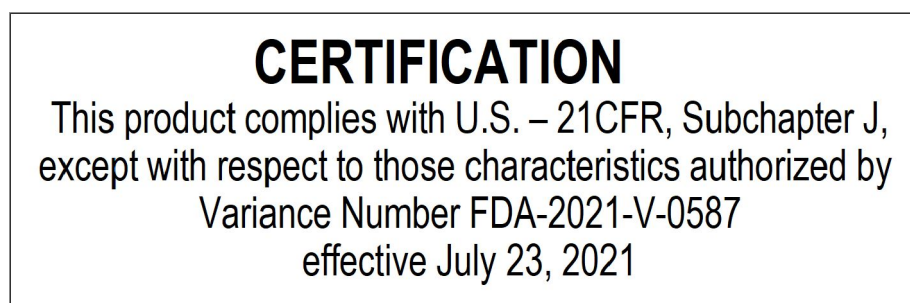 CERTIFICATION
This product complies with U.S. – 21CFR, Subchapter J,
except with respect to those characteristics authorized by
Variance Number FDA-2021-V-0587
effective July 23, 2021